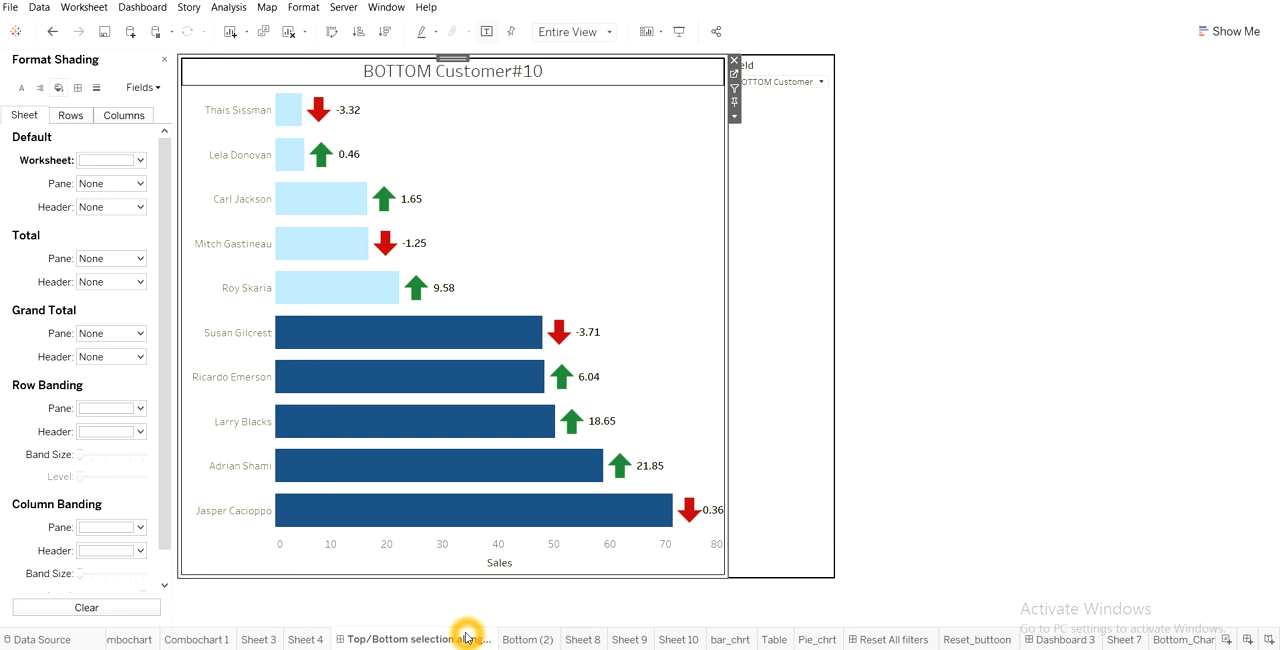 File Data Worksheet Dashboard Story Analysis Map Format Server Window Help
Entire View
Show Me
Format Shading
Fields
Sheet Rows Columns
Default
Worksheet:
Pane: None
Header: None
Total
Pane: None
Header: None
Grand Total
Pane: None
Header: None
Row Banding
Pane:
Header:
Band Size:
Level:
Column Banding
Pane:
Header:
Band Size:
Clear
BOTTOM Customer#10
Thais Sissman -3.32
Lela Donovan 0.46
Carl Jackson 1.65
Mitch Gastineau -1.25
Roy Skaria 9.58
Susan Gilcrest -3.71
Ricardo Emerson 6.04
Larry Blacks 18.65
Adrian Shami 21.85
Jasper Cacioppo -0.36
0 10 20 30 40 50 60 70 80
Sales
eld
OTTOM Customer
Activate Windows
Go to PC settings to activate Windows.
Data Source mbochart Combochart 1 Sheet 3 Sheet 4 Top/Bottom selection along... Bottom (2) Sheet 8 Sheet 9 Sheet 10 bar_chrt Table Pie_chrt Reset All filters Reset_buttoon Dashboard 3 Sheet 7 Bottom_Char